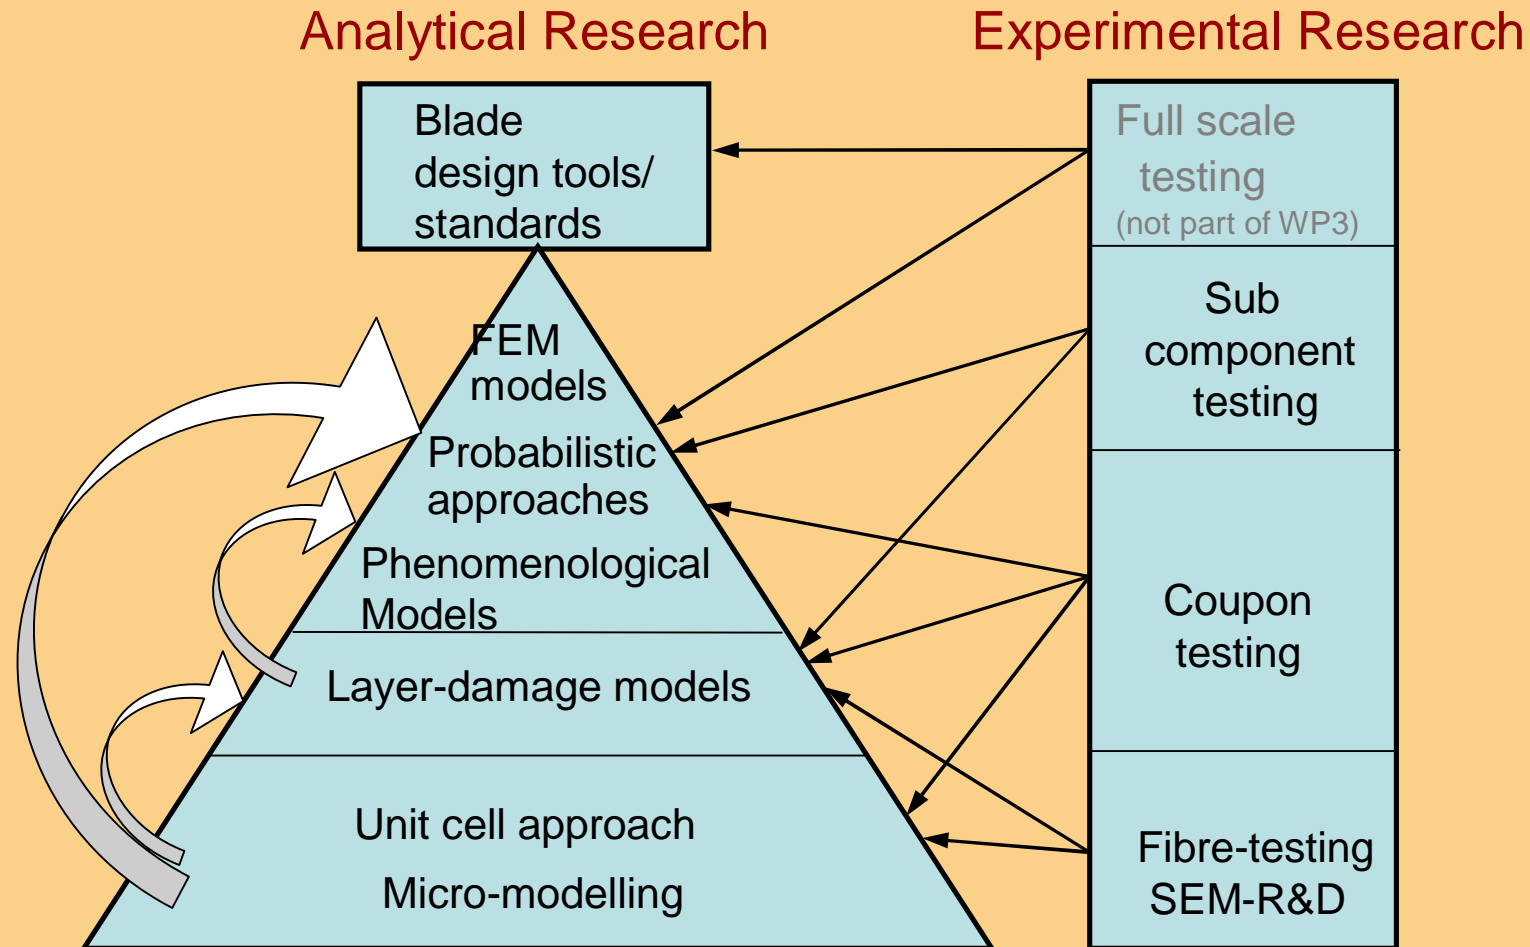 Analytical Research
Experimental Research
Blade
design tools/
standards
FEM
models
Probabilistic
approaches
Phenomenological
Models
Layer-damage models
Unit cell approach
Micro-modelling
Full scale
testing
(not part of WP3)
Sub
component
testing
Coupon
testing
Fibre-testing
SEM-R&D